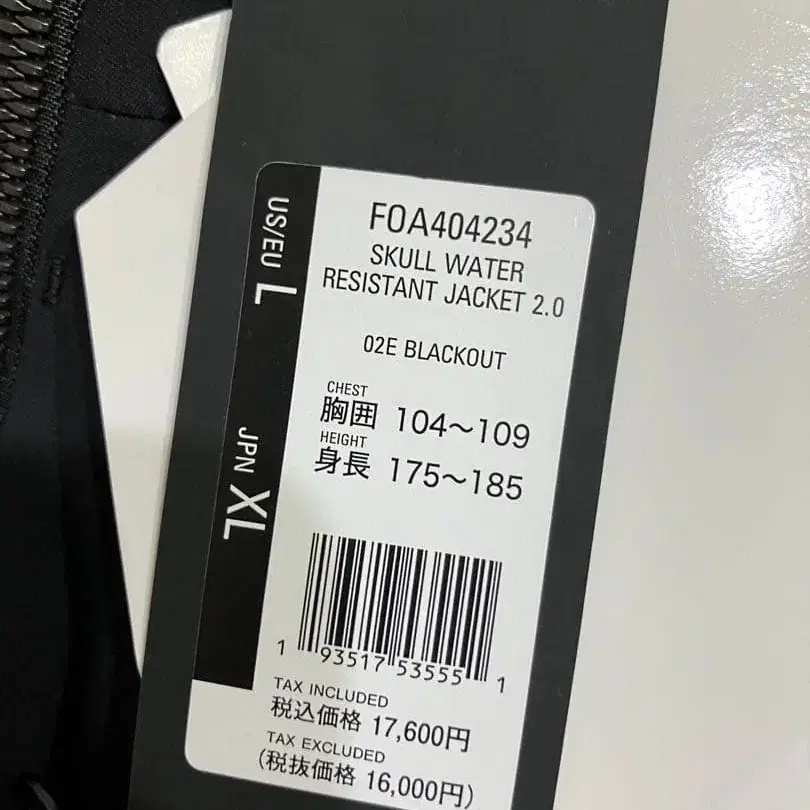 US/EU L
JPN XL
FOA404234
SKULL WATER
RESISTANT JACKET 2.0
02E BLACKOUT
CHEST
胸囲 104～109
HEIGHT
身長 175～185
1 93517 53555 1
TAX INCLUDED
税込価格 17,600円
TAX EXCLUDED
(税抜価格 16,000円)